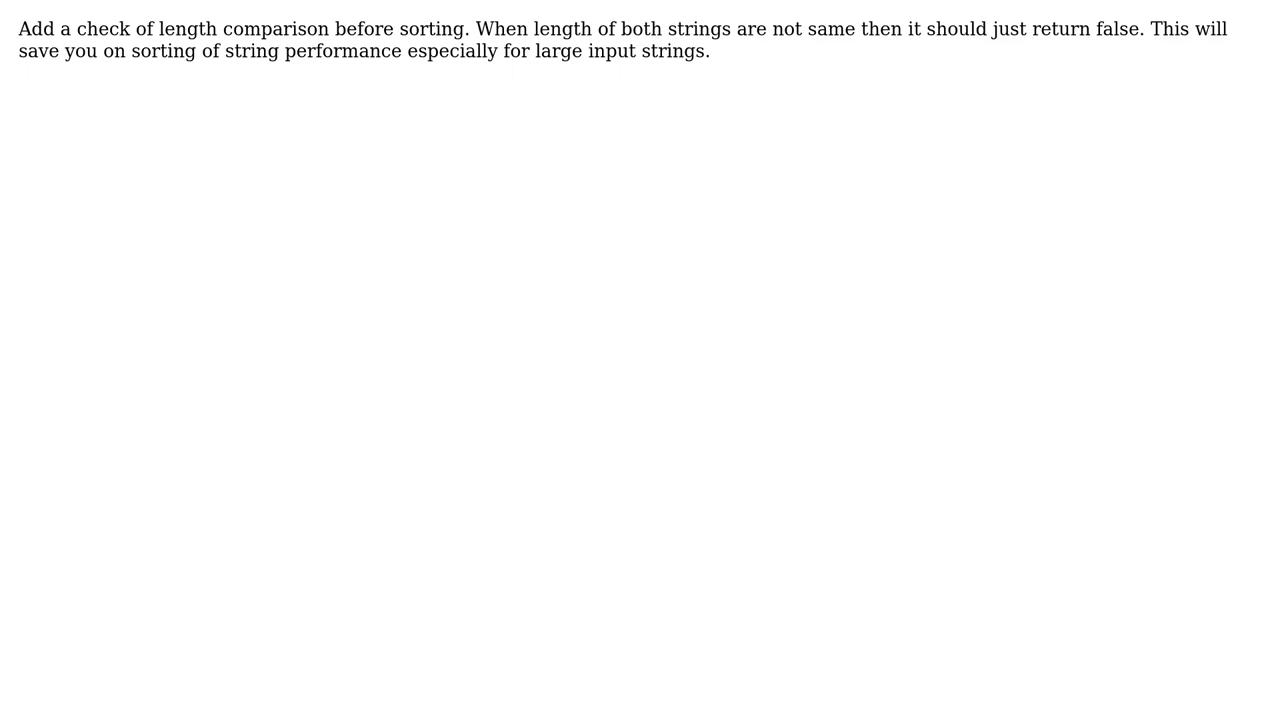 Add a check of length comparison before sorting. When length of both strings are not same then it should just return false. This will
save you on sorting of string performance especially for large input strings.